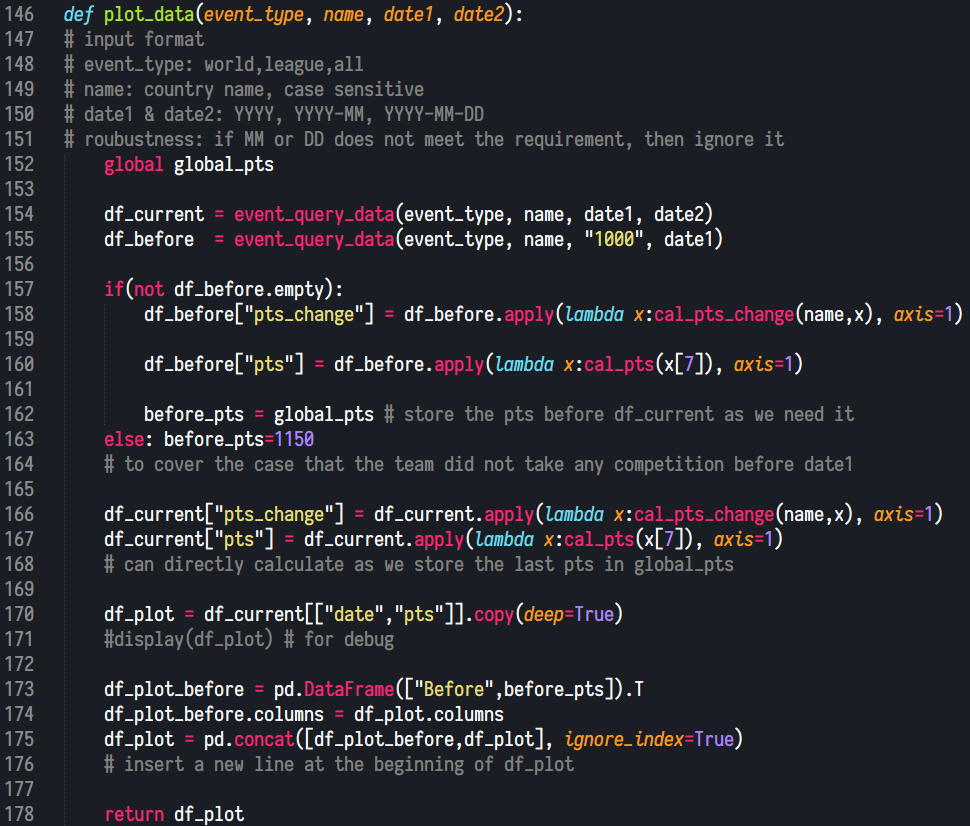 146 def plot_data(event_type, name, date1, date2):
147 # input format
148 # event_type: world,league,all
149 # name: country name, case sensitive
150 # date1 & date2: YYYY, YYYY-MM, YYYY-MM-DD
151 # roubustness: if MM or DD does not meet the requirement, then ignore it
152     global global_pts
153
154     df_current = event_query_data(event_type, name, date1, date2)
155     df_before  = event_query_data(event_type, name, "1000", date1)
156
157     if(not df_before.empty):
158         df_before["pts_change"] = df_before.apply(lambda x:cal_pts_change(name,x), axis=1)
159
160         df_before["pts"] = df_before.apply(lambda x:cal_pts(x[7]), axis=1)
161
162         before_pts = global_pts # store the pts before df_current as we need it
163     else: before_pts=1150
164     # to cover the case that the team did not take any competition before date1
165
166     df_current["pts_change"] = df_current.apply(lambda x:cal_pts_change(name,x), axis=1)
167     df_current["pts"] = df_current.apply(lambda x:cal_pts(x[7]), axis=1)
168     # can directly calculate as we store the last pts in global_pts
169
170     df_plot = df_current[["date","pts"]].copy(deep=True)
171     #display(df_plot) # for debug
172
173     df_plot_before = pd.DataFrame(["Before",before_pts]).T
174     df_plot_before.columns = df_plot.columns
175     df_plot = pd.concat([df_plot_before,df_plot], ignore_index=True)
176     # insert a new line at the beginning of df_plot
177
178     return df_plot